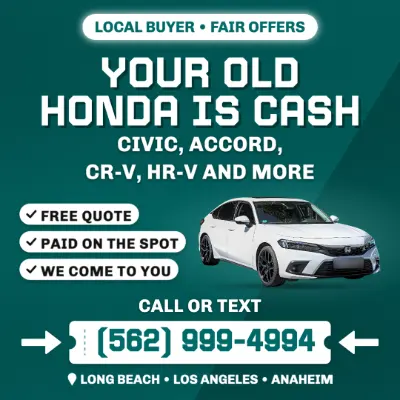 LOCAL BUYER • FAIR OFFERS
YOUR OLD
HONDA IS CASH
CIVIC, ACCORD,
CR-V, HR-V AND MORE
FREE QUOTE
PAID ON THE SPOT
WE COME TO YOU
CALL OR TEXT
(562) 999-4994
LONG BEACH • LOS ANGELES • ANAHEIM